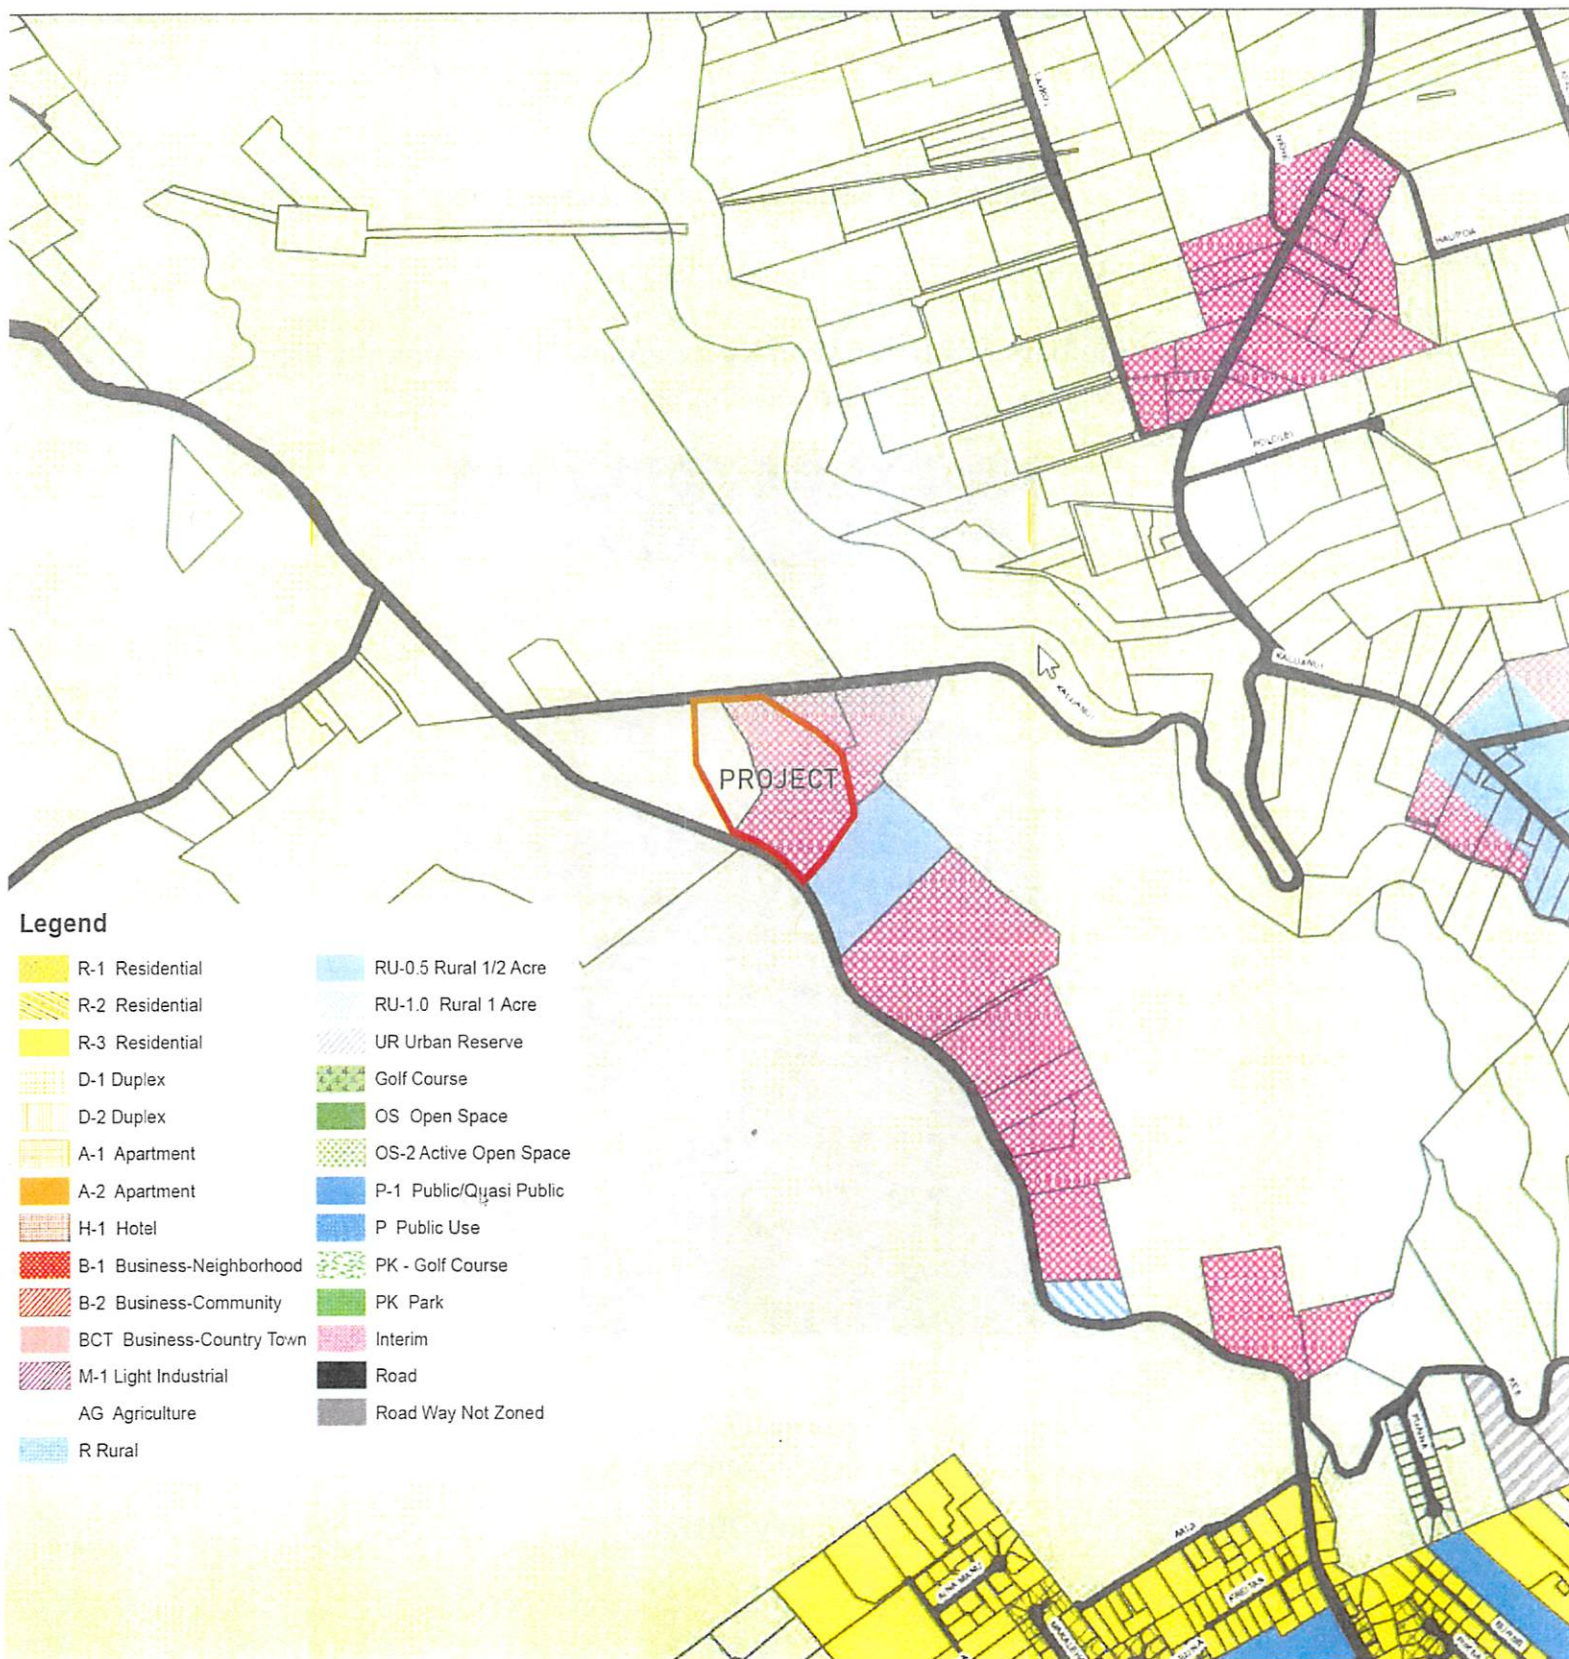 HALIIPOA
KALUANUI
KALUANUI
PROJECT
Legend
R-1 Residential
R-2 Residential
R-3 Residential
D-1 Duplex
D-2 Duplex
A-1 Apartment
A-2 Apartment
H-1 Hotel
B-1 Business-Neighborhood
B-2 Business-Community
BCT Business-Country Town
M-1 Light Industrial
AG Agriculture
R Rural
RU-0.5 Rural 1/2 Acre
RU-1.0 Rural 1 Acre
UR Urban Reserve
Golf Course
OS Open Space
OS-2 Active Open Space
P-1 Public/Quasi Public
P Public Use
PK - Golf Course
PK Park
Interim
Road
Road Way Not Zoned